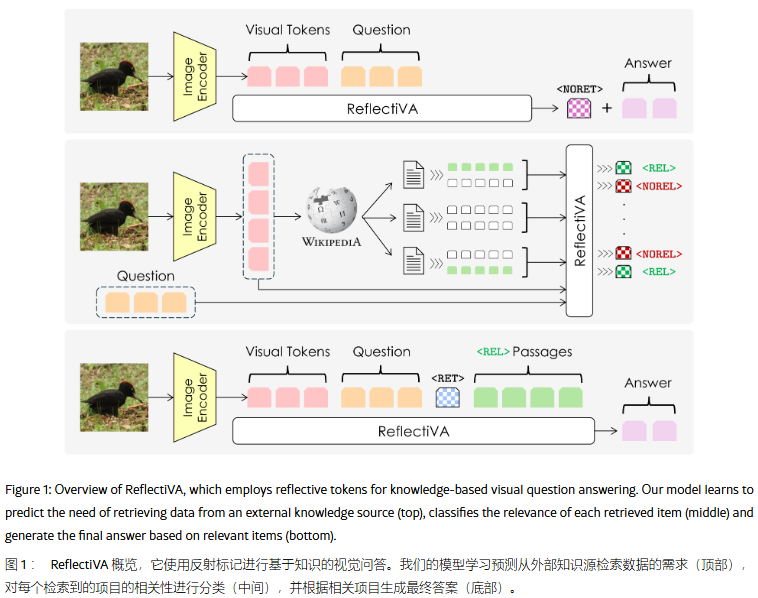 Visual Tokens Question
Image Encoder
<NORET>
Answer
ReflectiVA
+
Image Encoder
WIKIPEDIA
ReflectiVA
<REL>
<NOREL>
<NOREL>
<REL>
Question
Visual Tokens Question <REL> Passages
Image Encoder
<RET>
Answer
ReflectiVA
Figure 1: Overview of ReflectiVA, which employs reflective tokens for knowledge-based visual question answering. Our model learns to
predict the need of retrieving data from an external knowledge source (top), classifies the relevance of each retrieved item (middle) and
generate the final answer based on relevant items (bottom).
图 1 ： ReflectiVA 概览，它使用反射标记进行基于知识的视觉问答。我们的模型学习预测从外部知识源检索数据的需求（顶部），
对每个检索到的项目的相关性进行分类（中间），并根据相关项目生成最终答案（底部）。